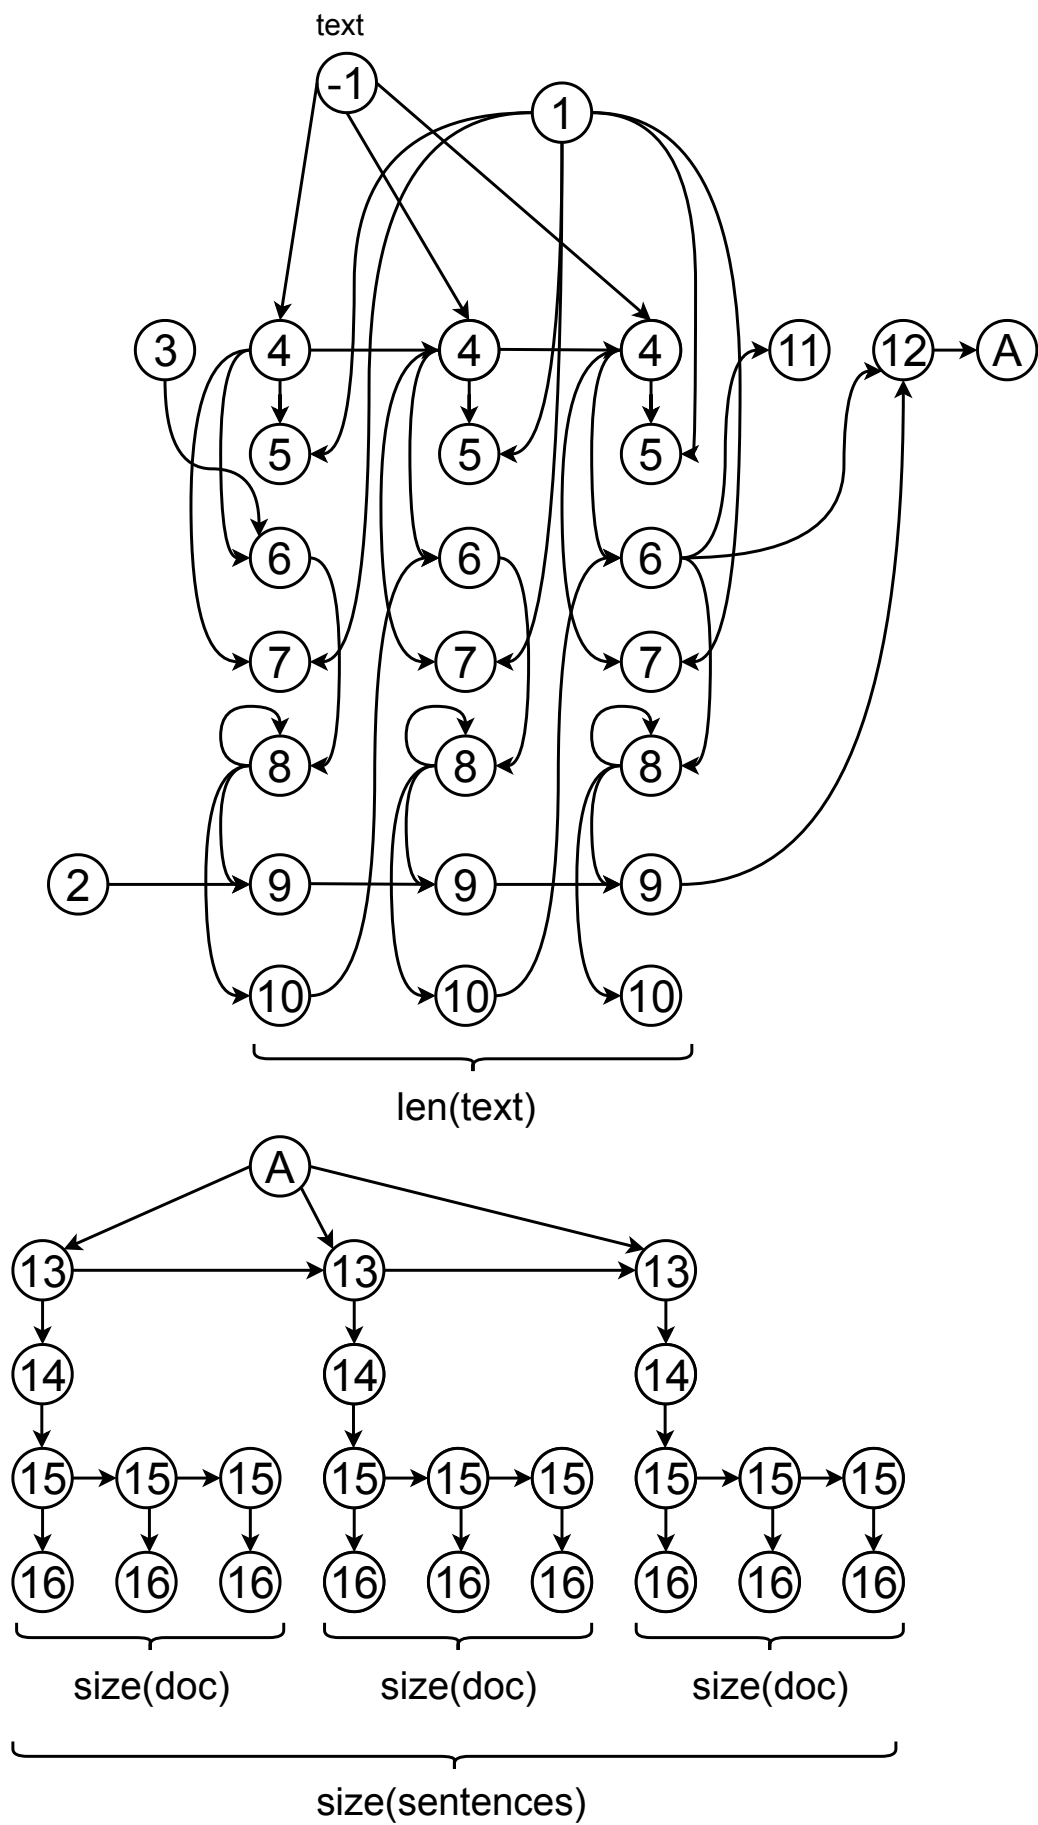 text
-1
1
3 4 4 4 11 12 A
5 5 5
6 6 6
7 7 7
8 8 8
2 9 9 9
10 10 10
len(text)
A
13 13 13
14 14 14
15 15 15 15 15 15 15 15 15
16 16 16 16 16 16 16 16 16
size(doc) size(doc) size(doc)
size(sentences)